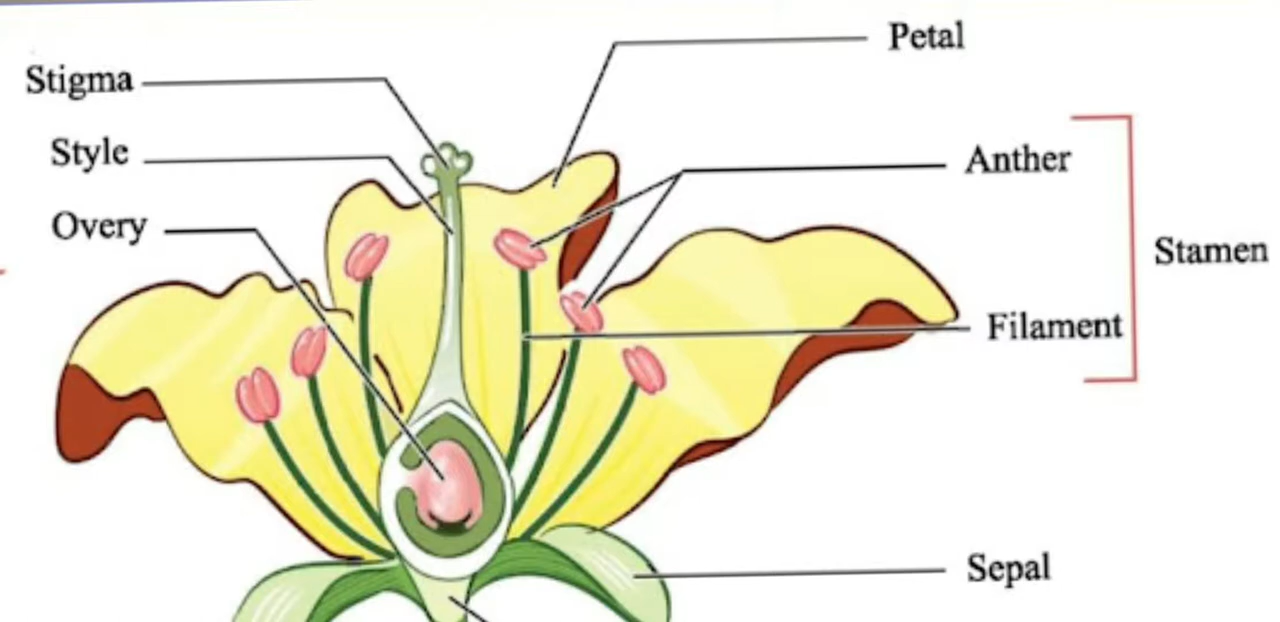 Petal
Stigma
Style
Anther
Overy
Stamen
Filament
Sepal